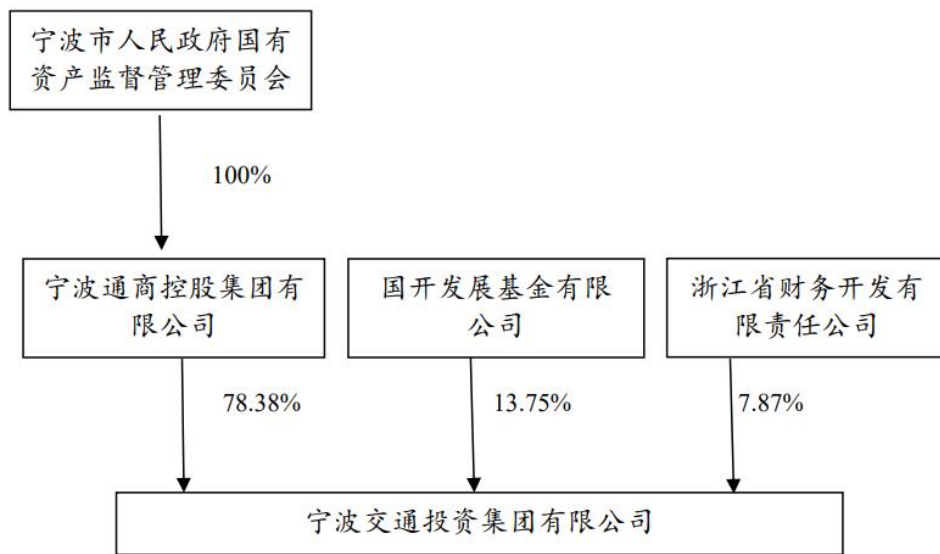 宁波市人民政府国有
资产监督管理委员会
100%
宁波通商控股集团有
限公司
国开发展基金有限
公司
浙江省财务开发有
限责任公司
78.38%
13.75%
7.87%
宁波交通投资集团有限公司